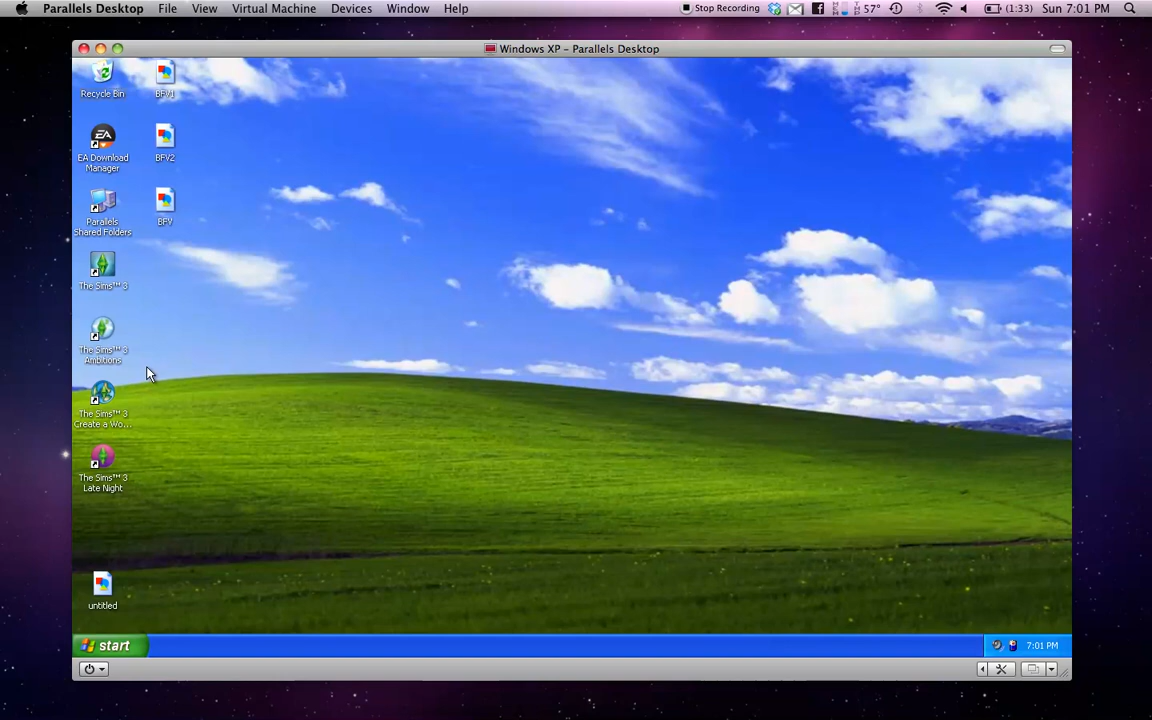 Parallels Desktop File View Virtual Machine Devices Window Help Stop Recording 57° (1:33) Sun 7:01 PM
Windows XP – Parallels Desktop
Recycle Bin
BFV1
EA
EA Download
Manager
BFV2
Parallels
Shared Folders
BFV
The Sims™ 3
The Sims™ 3
Ambitions
The Sims™ 3
Create a Wo...
The Sims™ 3
Late Night
untitled
start
7:01 PM